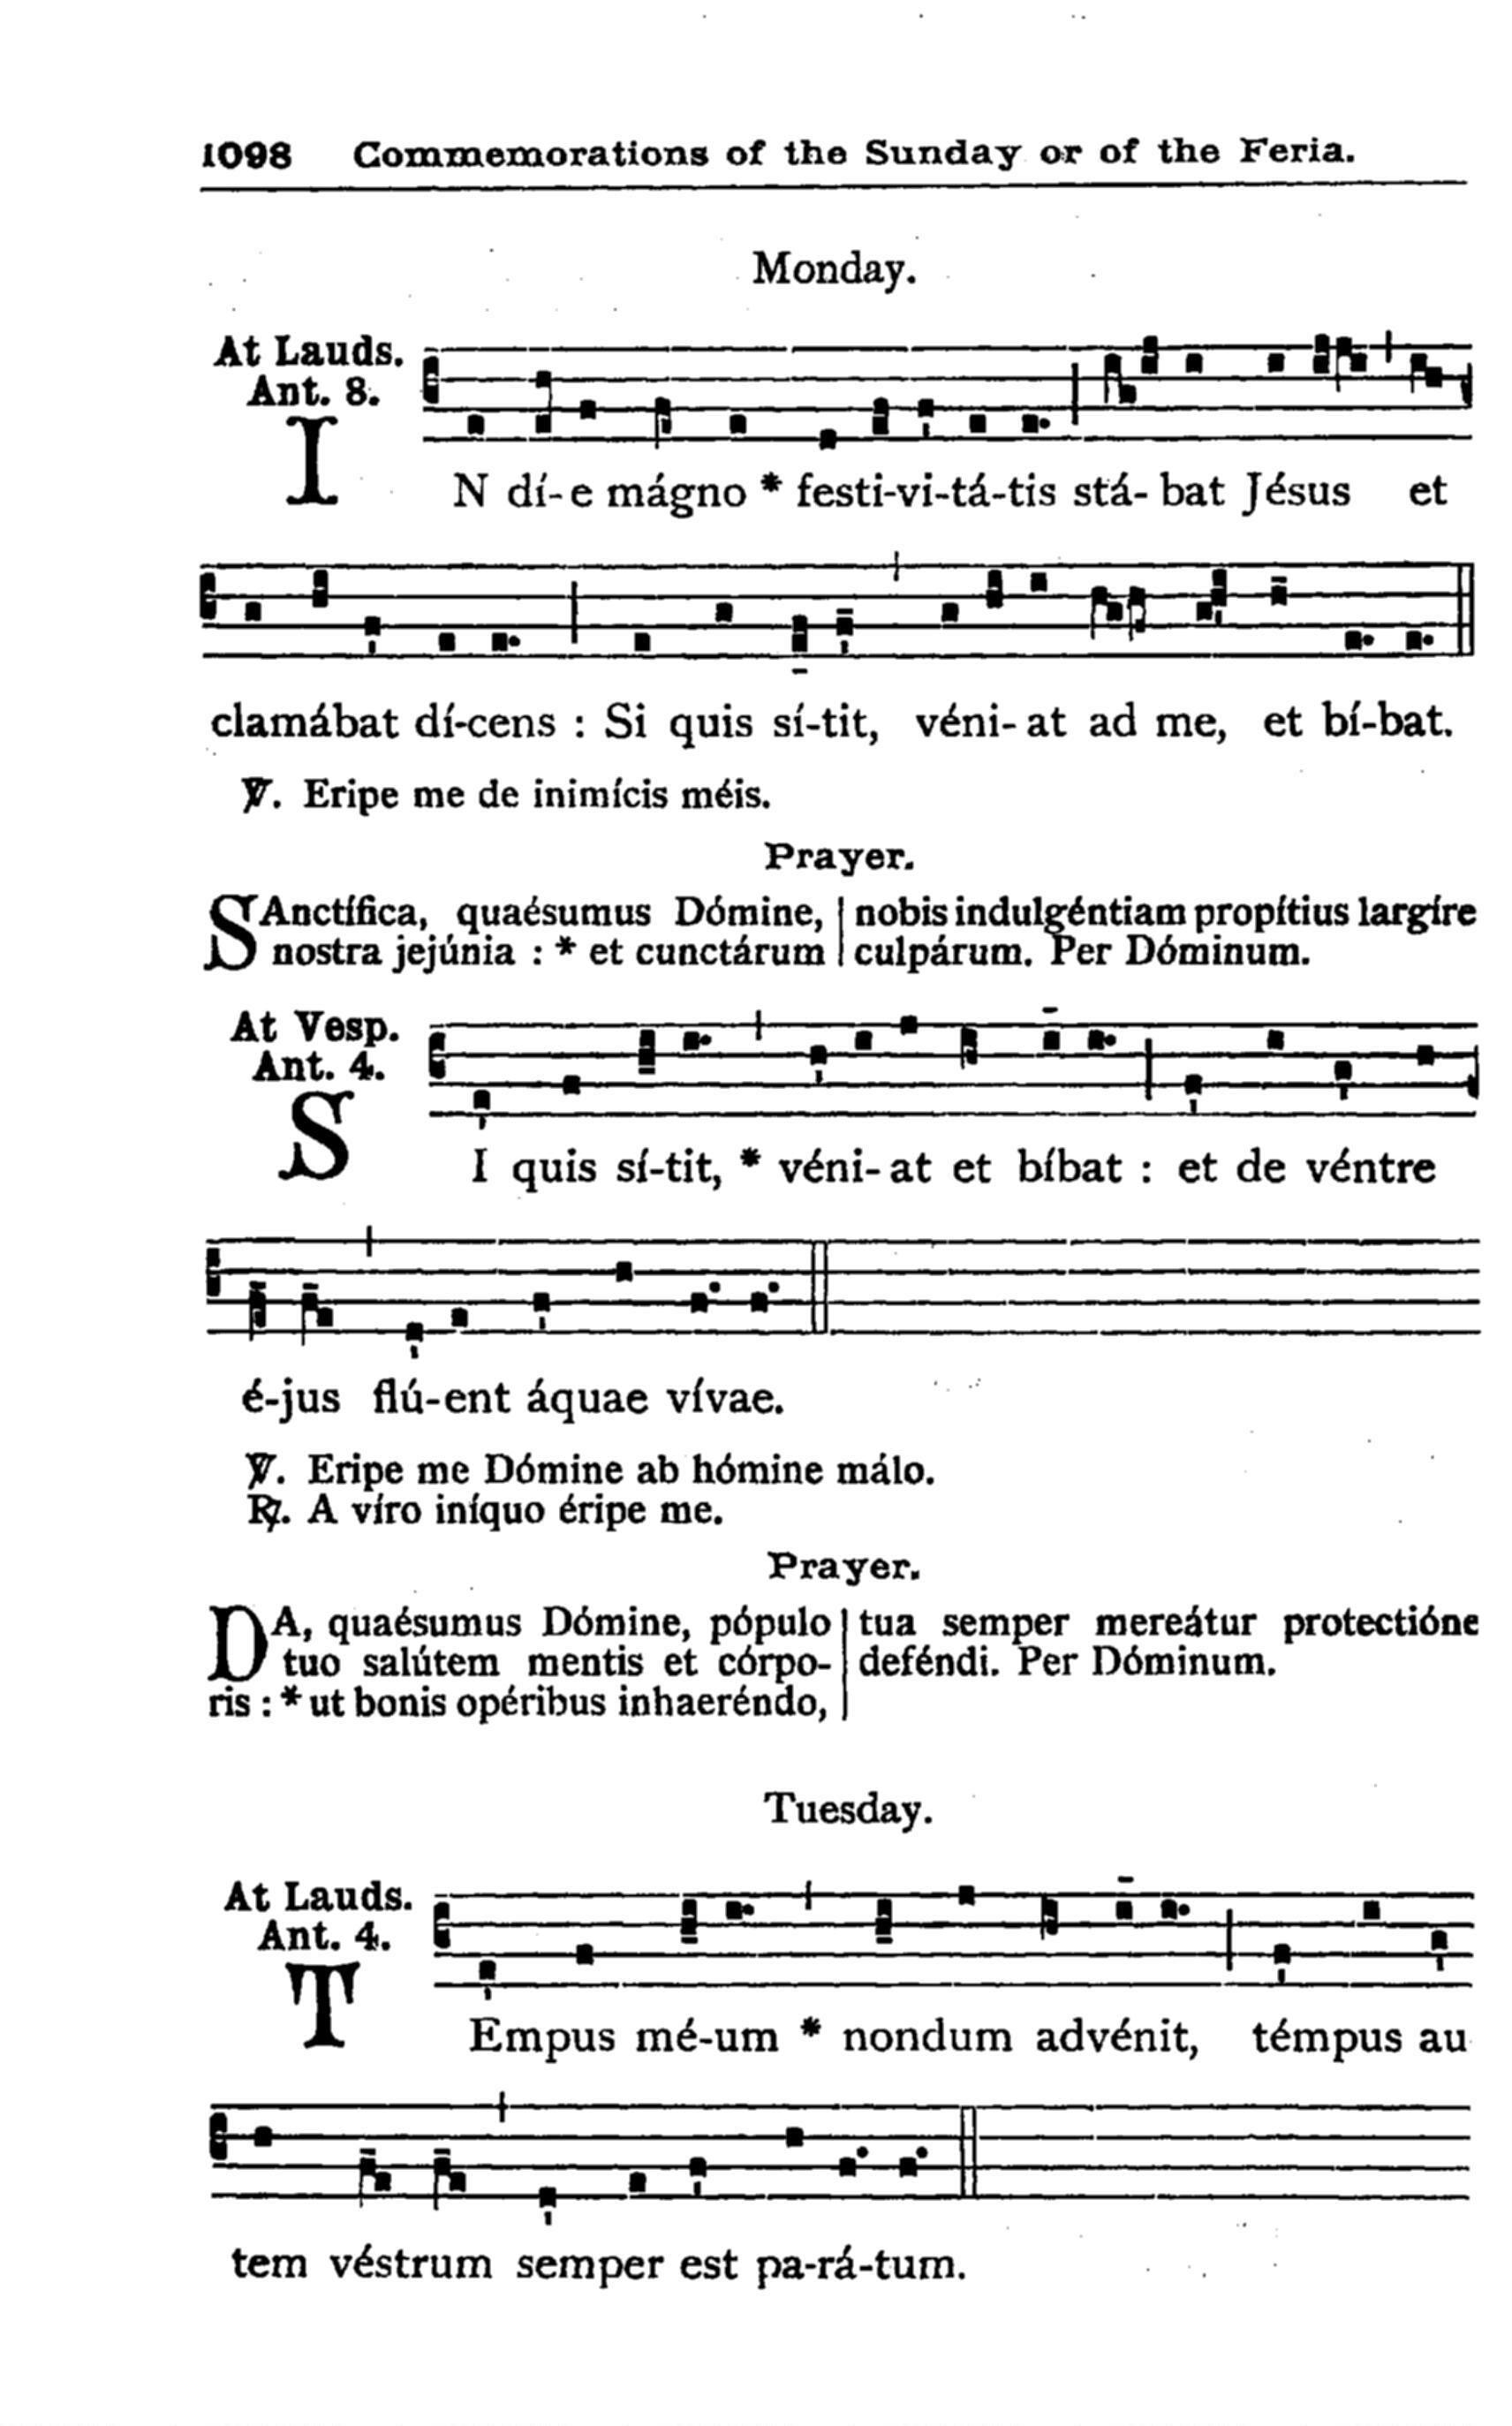 1098 Commemorations of the Sunday or of the Feria.
Monday.
At Lauds.
Ant. 8.
IN dí-e mágno * festi-vi-tá-tis stá-bat Jésus et
clamábat dí-cens : Si quis sí-tit, véni-at ad me, et bí-bat.
℣. Eripe me de inimícis méis.
Prayer.
SAnctífica, quaésumus Dómine,
nostra jejúnia : * et cunctárum
nobis indulgéntiam propítius largíre
culpárum. Per Dóminum.
At Vesp.
Ant. 4.
SI quis sí-tit, * véni-at et bíbat : et de véntre
é-jus flú-ent áquae vívae.
℣. Eripe me Dómine ab hómine málo.
℟. A víro iníquo éripe me.
Prayer.
DA, quaésumus Dómine, pópulo
tuo salútem mentis et córpo-
ris : * ut bonis opéribus inhaeréndo,
tua semper mereátur protectióne
deféndi. Per Dóminum.
Tuesday.
At Lauds.
Ant. 4.
TEmpus mé-um * nondum advénit, témpus au
tem véstrum semper est pa-rá-tum.